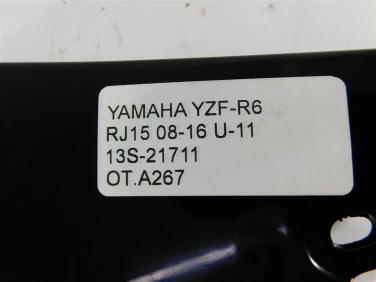 YAMAHA YZF-R6
RJ15 08-16 U-11
13S-21711
OT.A267